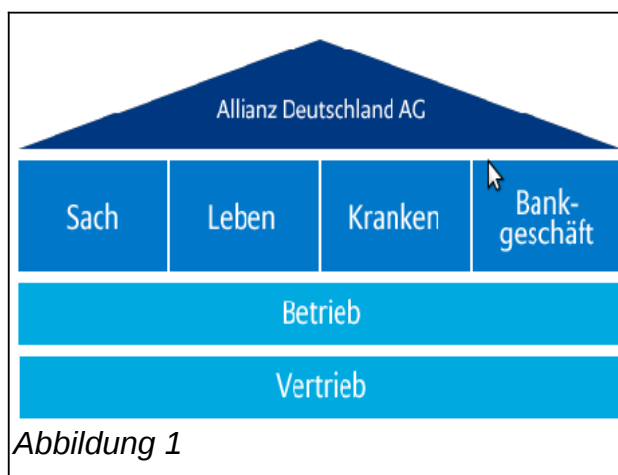 Allianz Deutschland AG
Sach
Leben
Kranken
Bank-
geschäft
Betrieb
Vertrieb
Abbildung 1